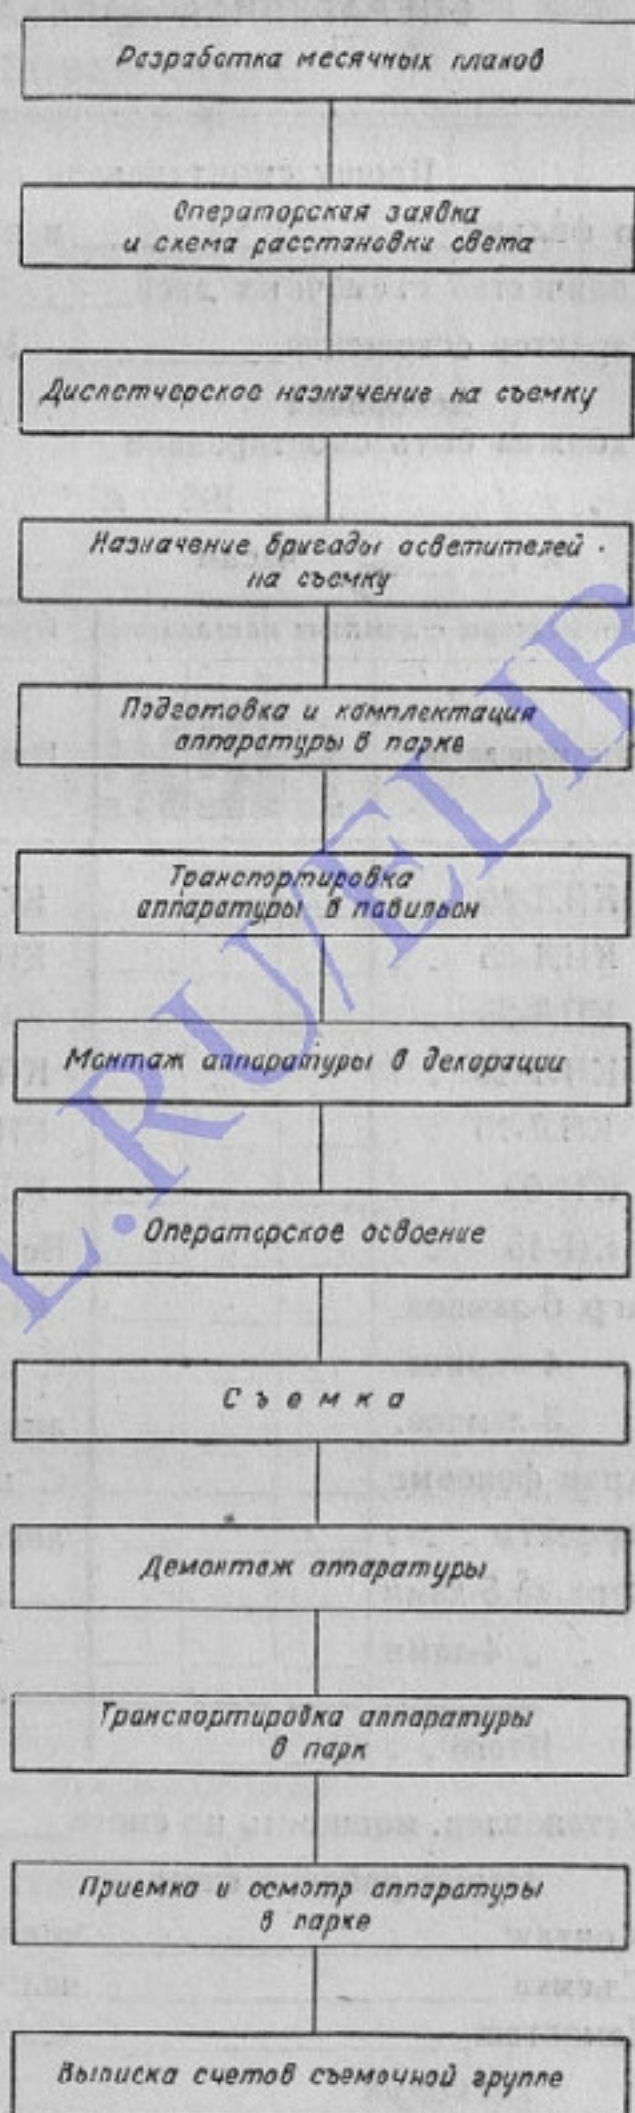 Разработка месячных планов
Операторская заявка
и схема расстановки света
Диспетчерское назначение на съемку
Назначение бригады осветителей
на съемку
Подготовка и комплектация
аппаратуры в парке
Транспортировка
аппаратуры в павильон
Монтаж аппаратуры в декорации
Операторское освоение
Съемка
Демонтаж аппаратуры
Транспортировка аппаратуры
в парк
Приемка и осмотр аппаратуры
в парке
Выписка счетов съемочной группе
L.RU/ELIB